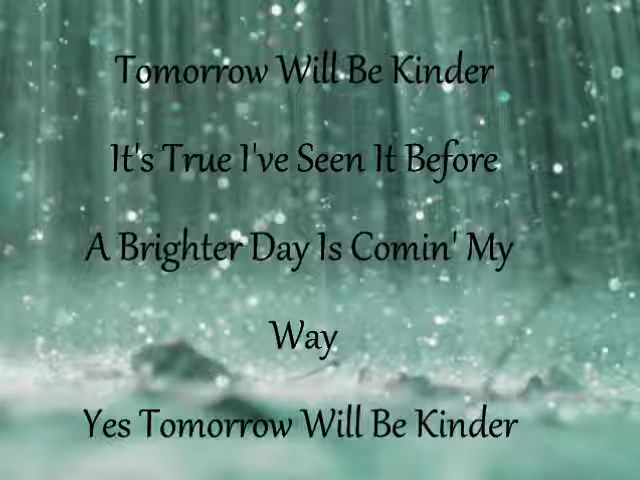 Tomorrow Will Be Kinder
It's True I've Seen It Before
A Brighter Day Is Comin' My
Way
Yes Tomorrow Will Be Kinder